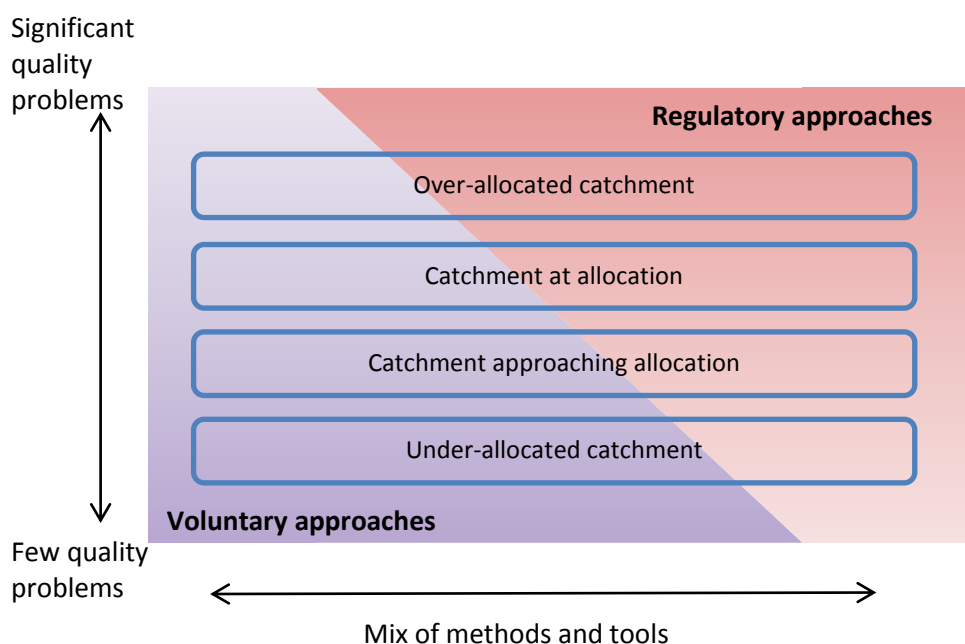 Significant
quality
problems
Regulatory approaches
Over-allocated catchment
Catchment at allocation
Catchment approaching allocation
Under-allocated catchment
Voluntary approaches
Few quality
problems
Mix of methods and tools